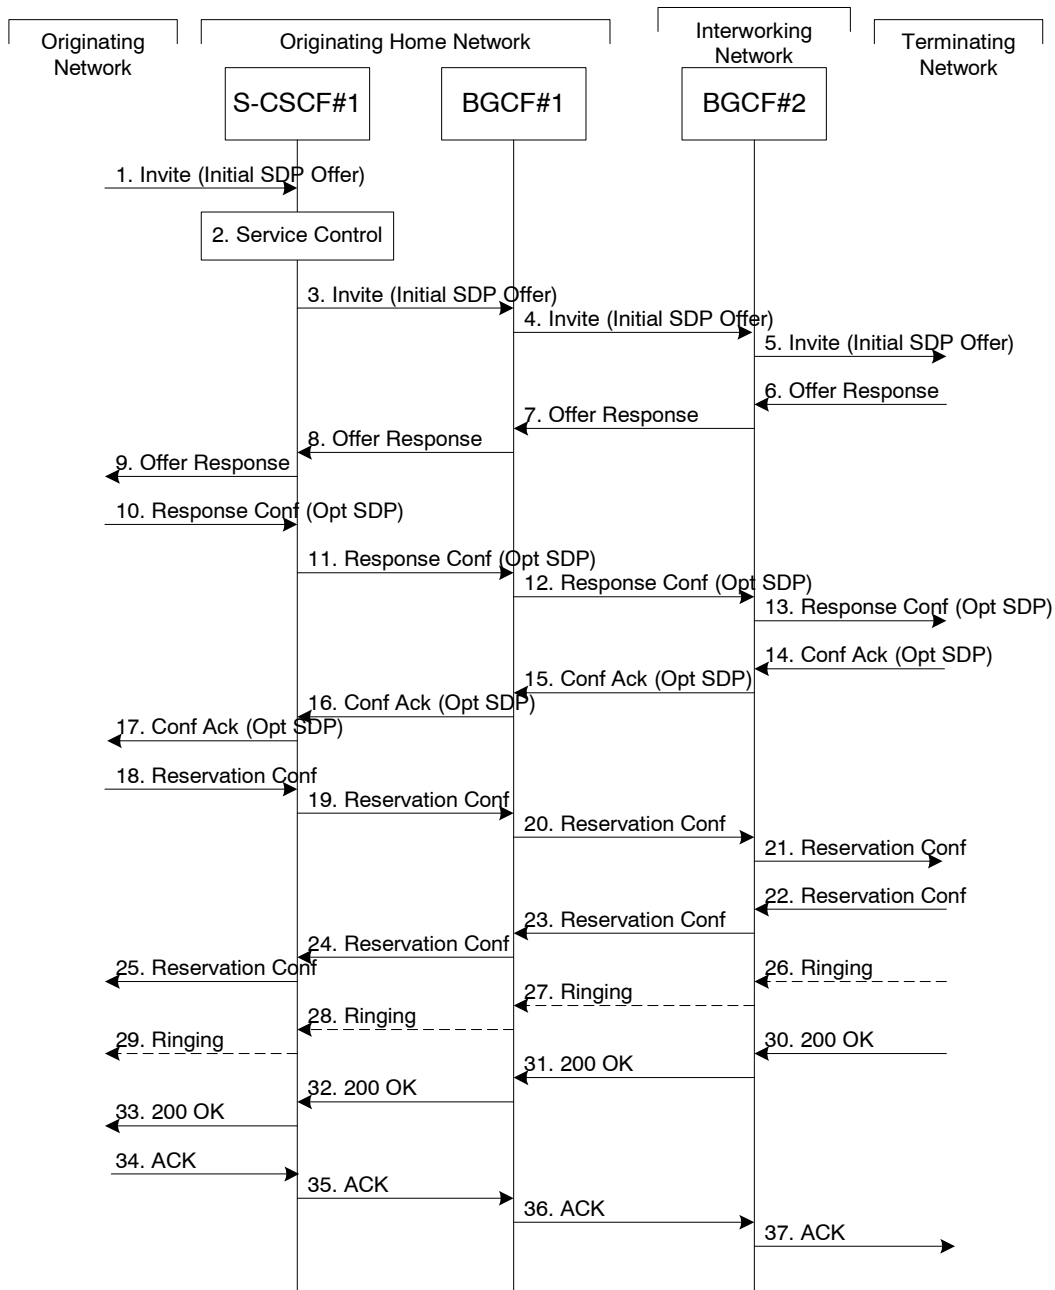 Originating
Network
Originating Home Network
Interworking
Network
Terminating
Network
S-CSCF#1
BGCF#1
BGCF#2
1. Invite (Initial SDP Offer)
2. Service Control
3. Invite (Initial SDP Offer)
4. Invite (Initial SDP Offer)
5. Invite (Initial SDP Offer)
6. Offer Response
7. Offer Response
8. Offer Response
9. Offer Response
10. Response Conf (Opt SDP)
11. Response Conf (Opt SDP)
12. Response Conf (Opt SDP)
13. Response Conf (Opt SDP)
14. Conf Ack (Opt SDP)
15. Conf Ack (Opt SDP)
16. Conf Ack (Opt SDP)
17. Conf Ack (Opt SDP)
18. Reservation Conf
19. Reservation Conf
20. Reservation Conf
21. Reservation Conf
22. Reservation Conf
23. Reservation Conf
24. Reservation Conf
25. Reservation Conf
26. Ringing
27. Ringing
28. Ringing
29. Ringing
30. 200 OK
31. 200 OK
32. 200 OK
33. 200 OK
34. ACK
35. ACK
36. ACK
37. ACK